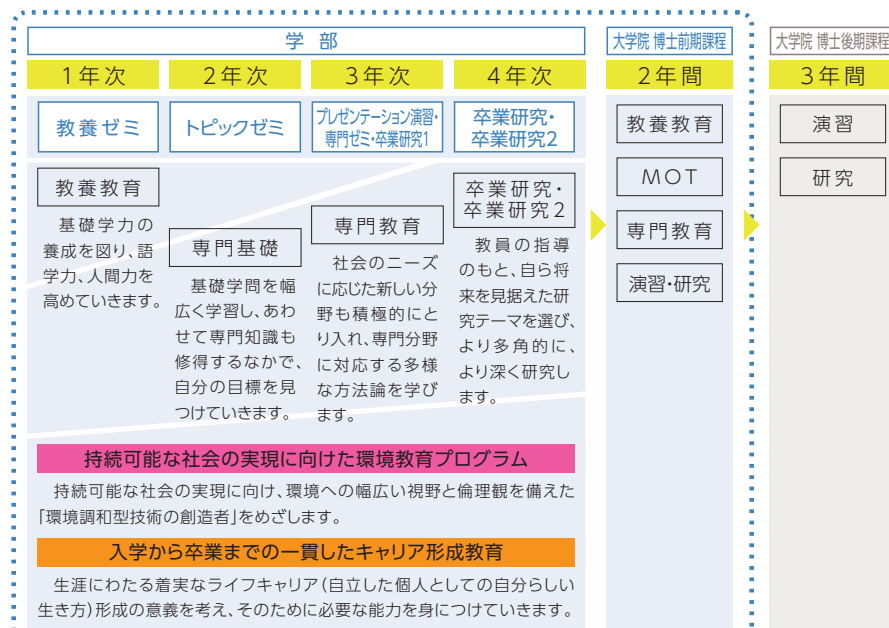 学 部
大学院 博士前期課程
大学院 博士後期課程
1年次
2年次
3年次
4年次
2年間
3年間
教養ゼミ
トピックゼミ
プレゼンテーション演習・
専門ゼミ・卒業研究1
卒業研究・
卒業研究2
教養教育
基礎学力の
養成を図り、語
学力、人間力を
高めていきます。
専門基礎
基礎学問を幅
広く学習し、あわ
せて専門知識も
修得するなかで、
自分の目標を見
つけていきます。
専門教育
社会のニーズ
に応じた新しい分
野も積極的にと
り入れ、専門分野
に対応する多様
な方法論を学び
ます。
卒業研究・
卒業研究2
教員の指導
のもと、自ら将
来を見据えた研
究テーマを選び、
より多角的に、
より深く研究し
ます。
教養教育
MOT
専門教育
演習・研究
演習
研究
持続可能な社会の実現に向けた環境教育プログラム
持続可能な社会の実現に向け、環境への幅広い視野と倫理観を備えた
「環境調和型技術の創造者」をめざします。
入学から卒業までの一貫したキャリア形成教育
生涯にわたる着実なライフキャリア(自立した個人としての自分らしい
生き方)形成の意義を考え、そのために必要な能力を身につけていきます。